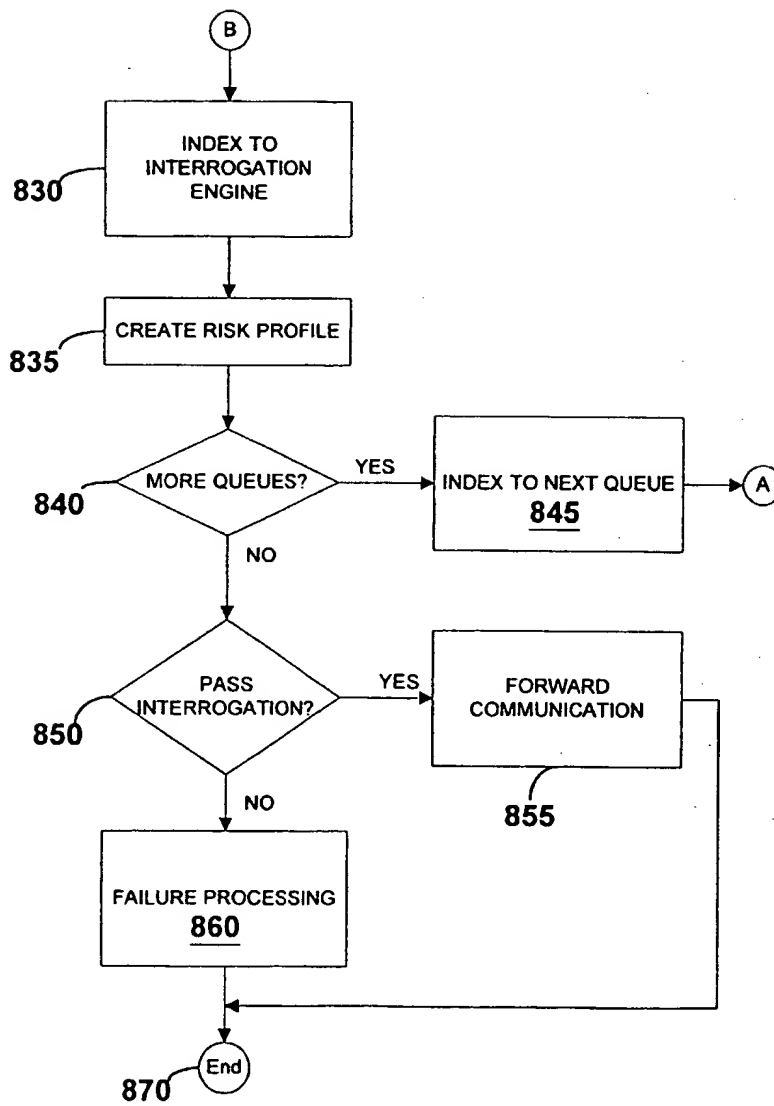 B
INDEX TO
INTERROGATION
ENGINE
830
CREATE RISK PROFILE
835
MORE QUEUES?
840
YES
INDEX TO NEXT QUEUE
845
A
NO
PASS
INTERROGATION?
850
YES
FORWARD
COMMUNICATION
855
NO
FAILURE PROCESSING
860
End
870